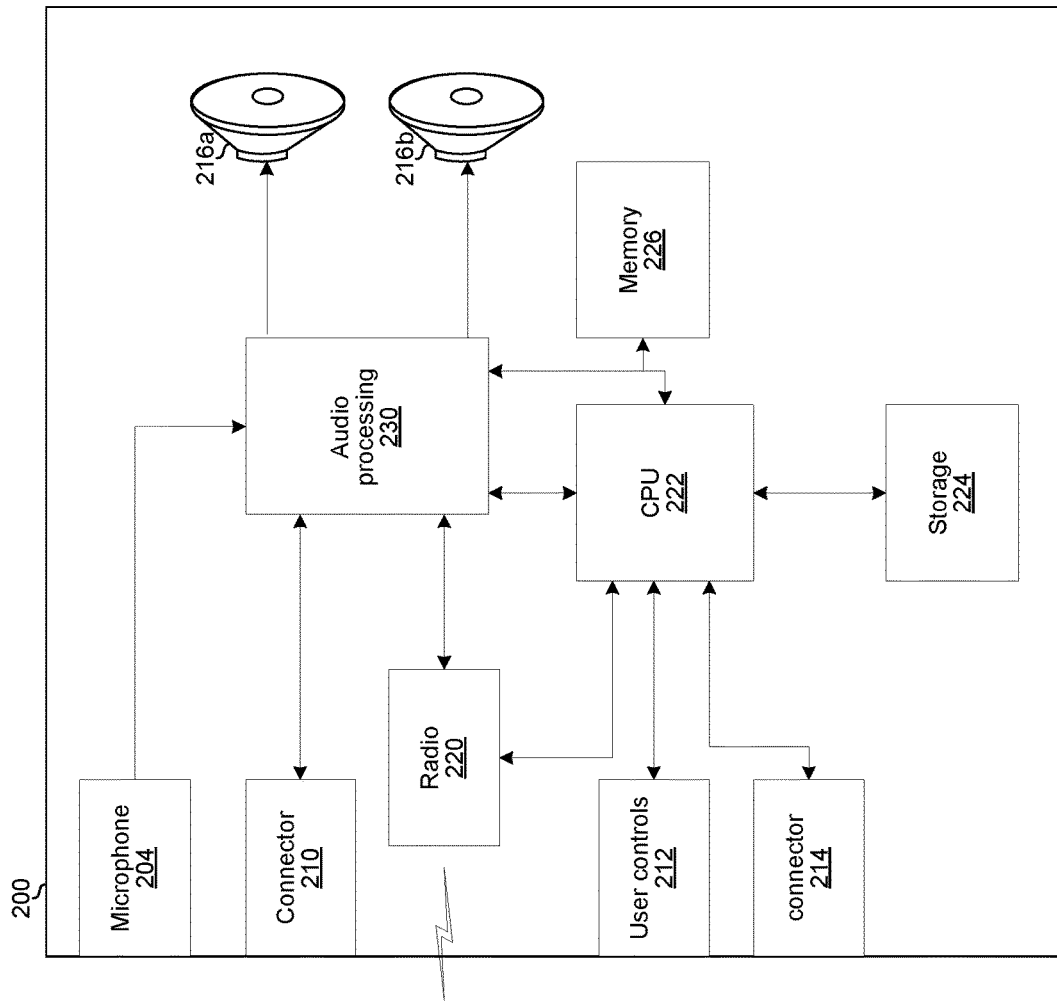 200
Microphone
204
Connector
210
Radio
220
User controls
212
connector
214
Audio
processing
230
CPU
222
Storage
224
Memory
226
216a
216b